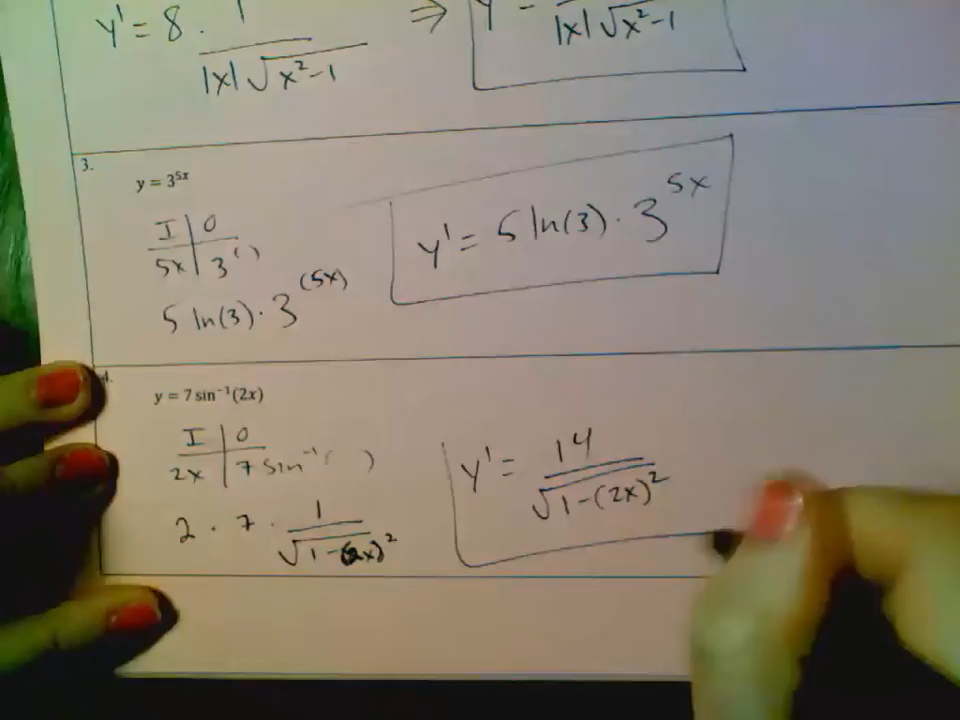 y' = 8 · 1/(|x|√(x²-1)) ⇒ |x|√(x²-1)
3.
y = 3^(5x)
I | O
5x | 3^( )
5 ln(3) · 3^(5x)
y' = 5 ln(3) · 3^(5x)
4.
y = 7 sin⁻¹(2x)
I | O
2x | 7 sin⁻¹( )
2 · 7 · 1/√(1-(2x)²)
y' = 14/√(1-(2x)²)